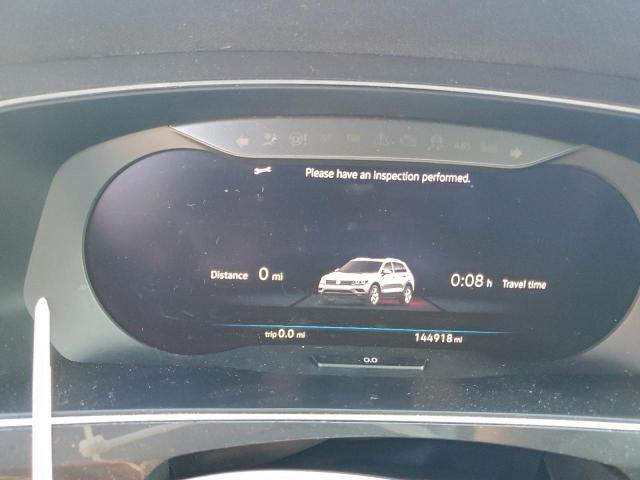 ABS
Please have an inspection performed.
Distance 0 mi
0:08 h Travel time
trip 0.0 mi
144918 mi
0.0